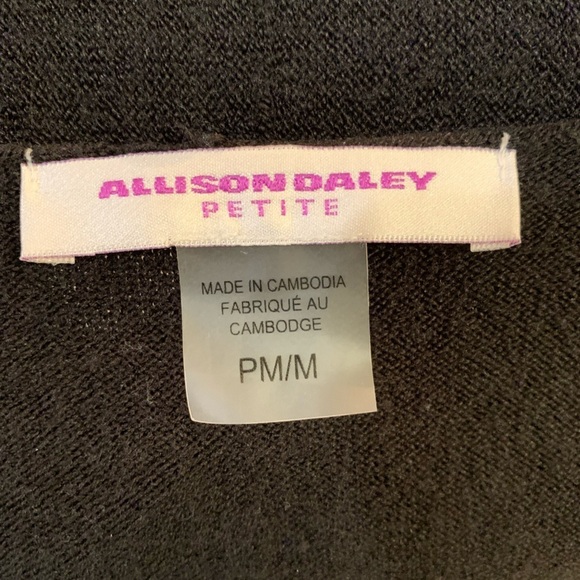 ALLISON DALEY
PETITE
MADE IN CAMBODIA
FABRIQUÉ AU
CAMBODGE
PM/M